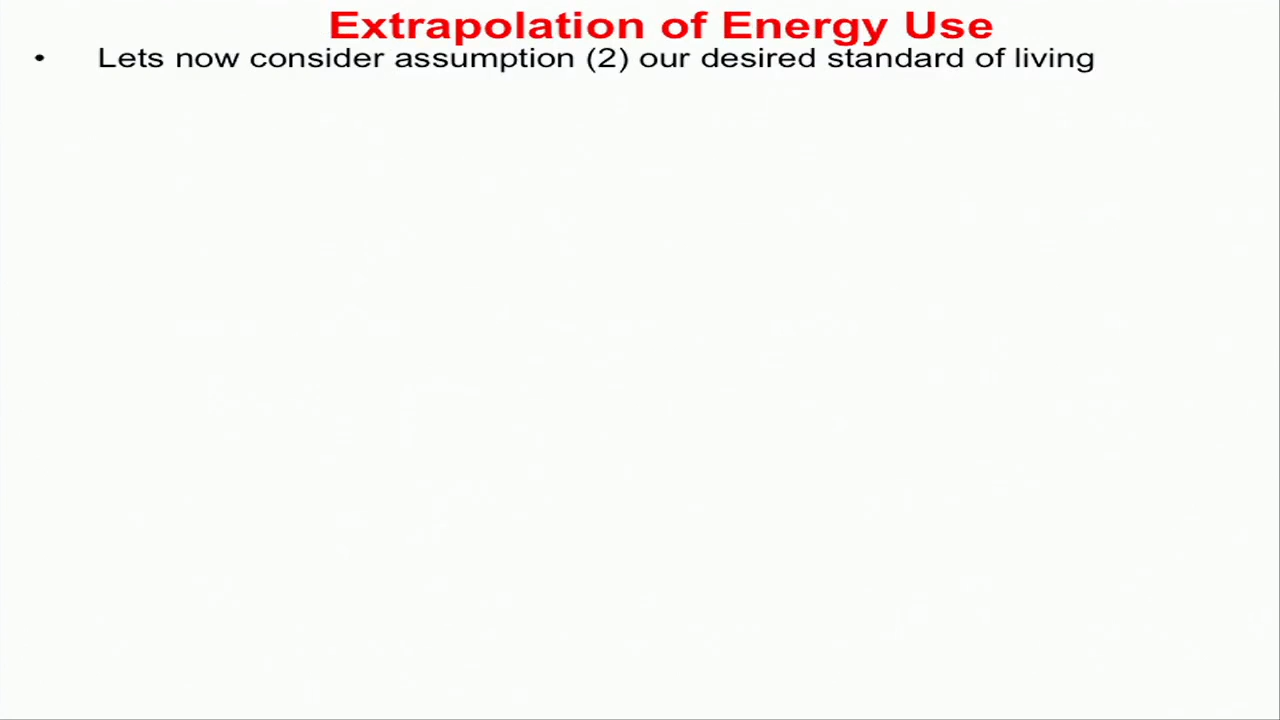 Extrapolation of Energy Use
• Lets now consider assumption (2) our desired standard of living